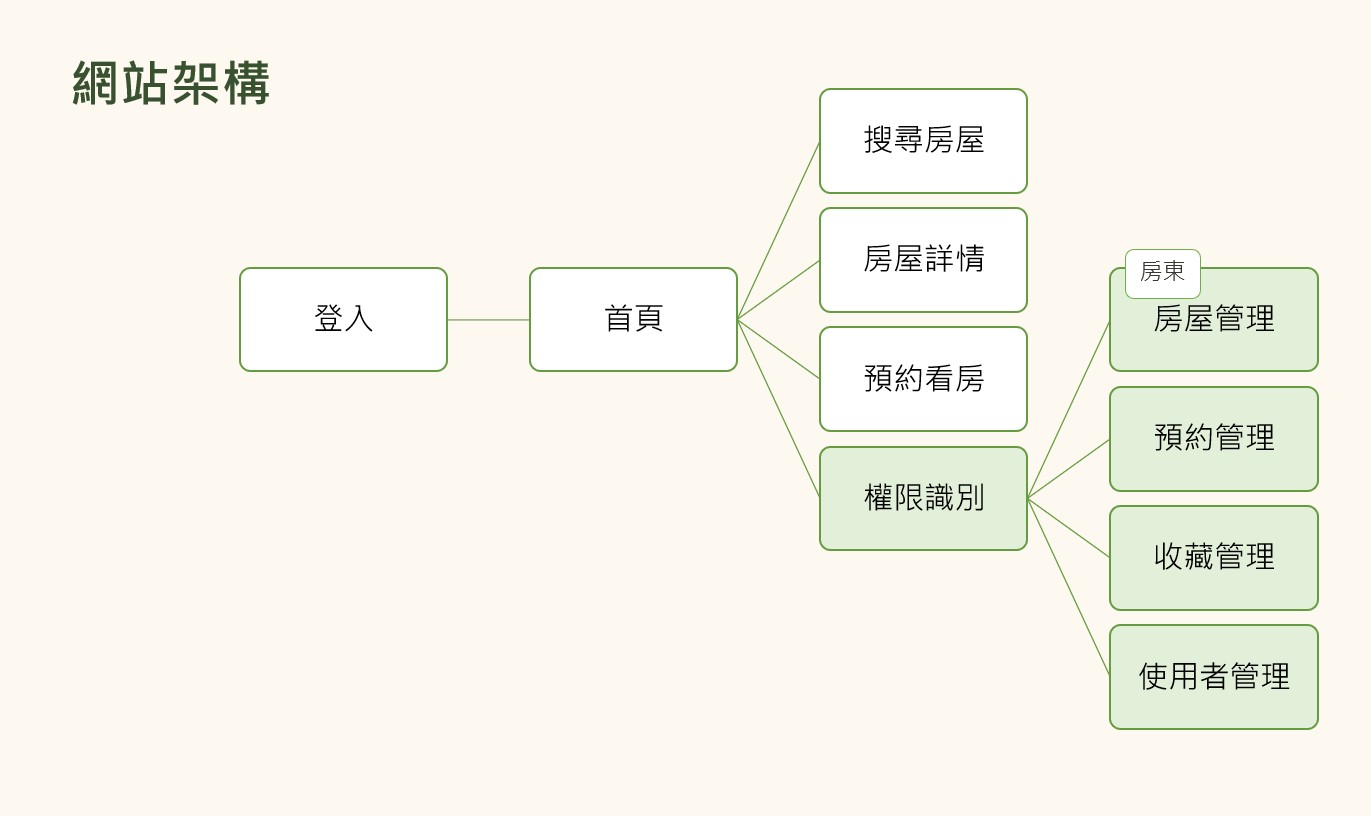 網站架構
登入
首頁
搜尋房屋
房屋詳情
預約看房
權限識別
房東
房屋管理
預約管理
收藏管理
使用者管理